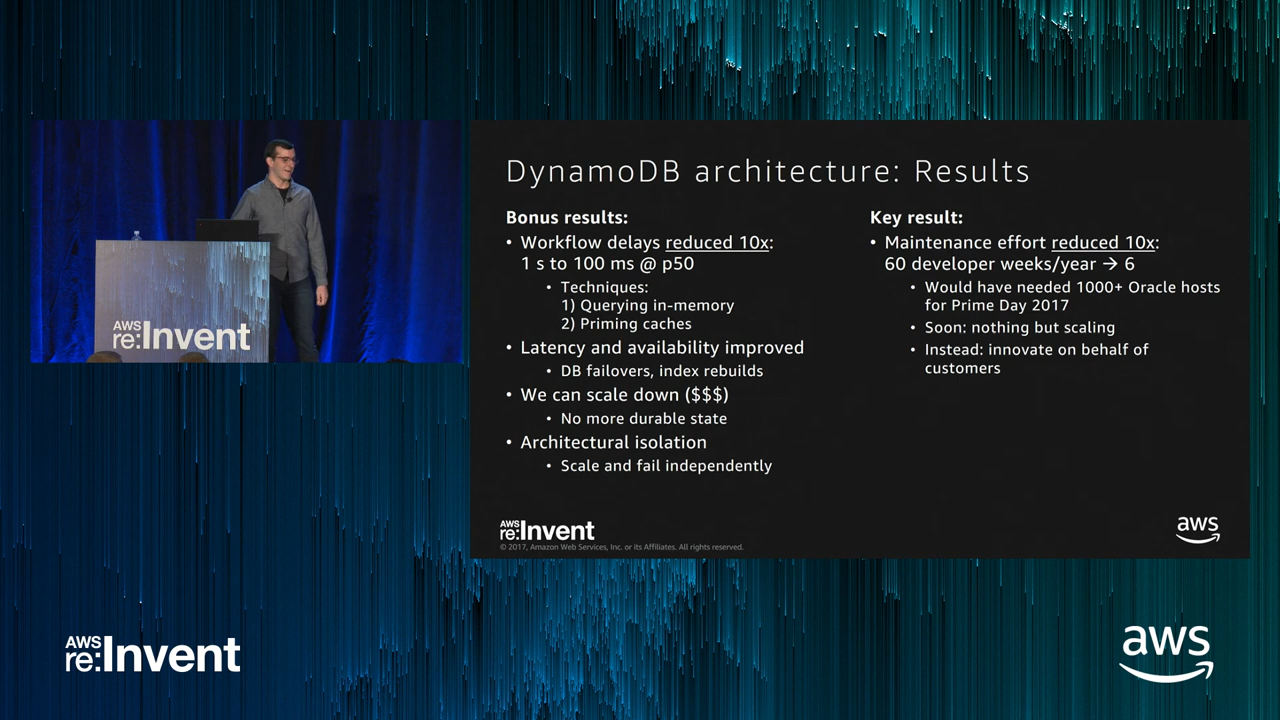 AWS
re:Invent
DynamoDB architecture: Results
Bonus results:
• Workflow delays reduced 10x:
1 s to 100 ms @ p50
• Techniques:
1) Querying in-memory
2) Priming caches
• Latency and availability improved
• DB failovers, index rebuilds
• We can scale down ($$$)
• No more durable state
• Architectural isolation
• Scale and fail independently
Key result:
• Maintenance effort reduced 10x:
60 developer weeks/year → 6
• Would have needed 1000+ Oracle hosts
for Prime Day 2017
• Soon: nothing but scaling
• Instead: innovate on behalf of
customers
AWS
re:Invent
© 2017, Amazon Web Services, Inc. or its Affiliates. All rights reserved.
aws
AWS
re:Invent
aws